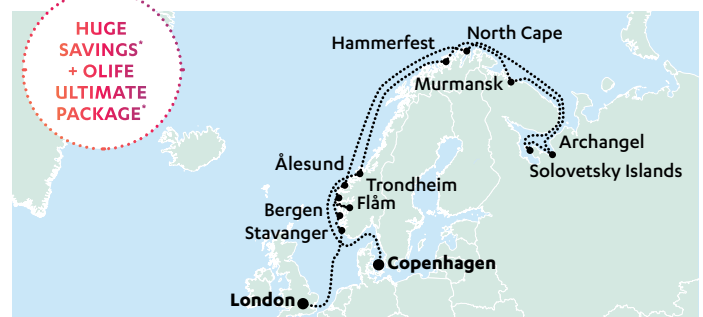 HUGE
SAVINGS*
+ OLIFE
ULTIMATE
PACKAGE*
Hammerfest
North Cape
Murmansk
Archangel
Solovetsky Islands
Ålesund
Trondheim
Flåm
Bergen
Stavanger
Copenhagen
London